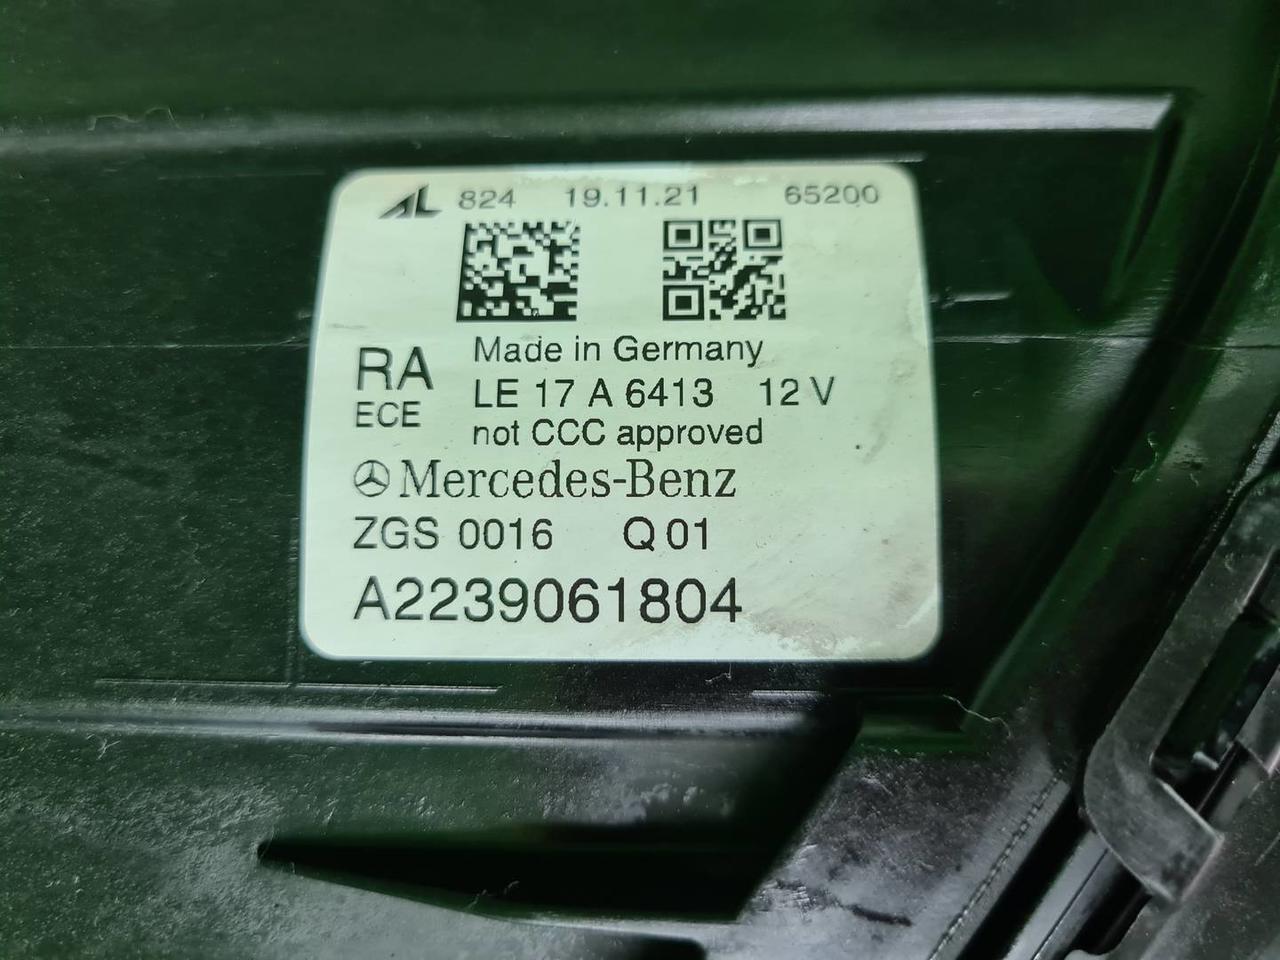 AL 824 19.11.21 65200
Made in Germany
RA LE 17 A 6413 12 V
ECE not CCC approved
Mercedes-Benz
ZGS 0016 Q 01
A2239061804